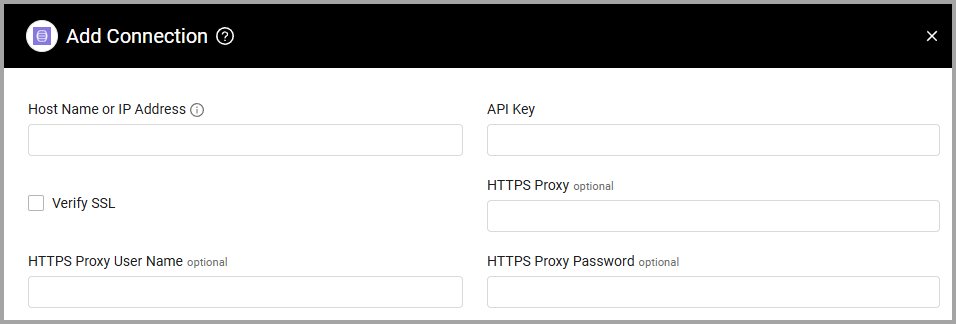 Add Connection ?
Host Name or IP Address
API Key
Verify SSL
HTTPS Proxy optional
HTTPS Proxy User Name optional
HTTPS Proxy Password optional